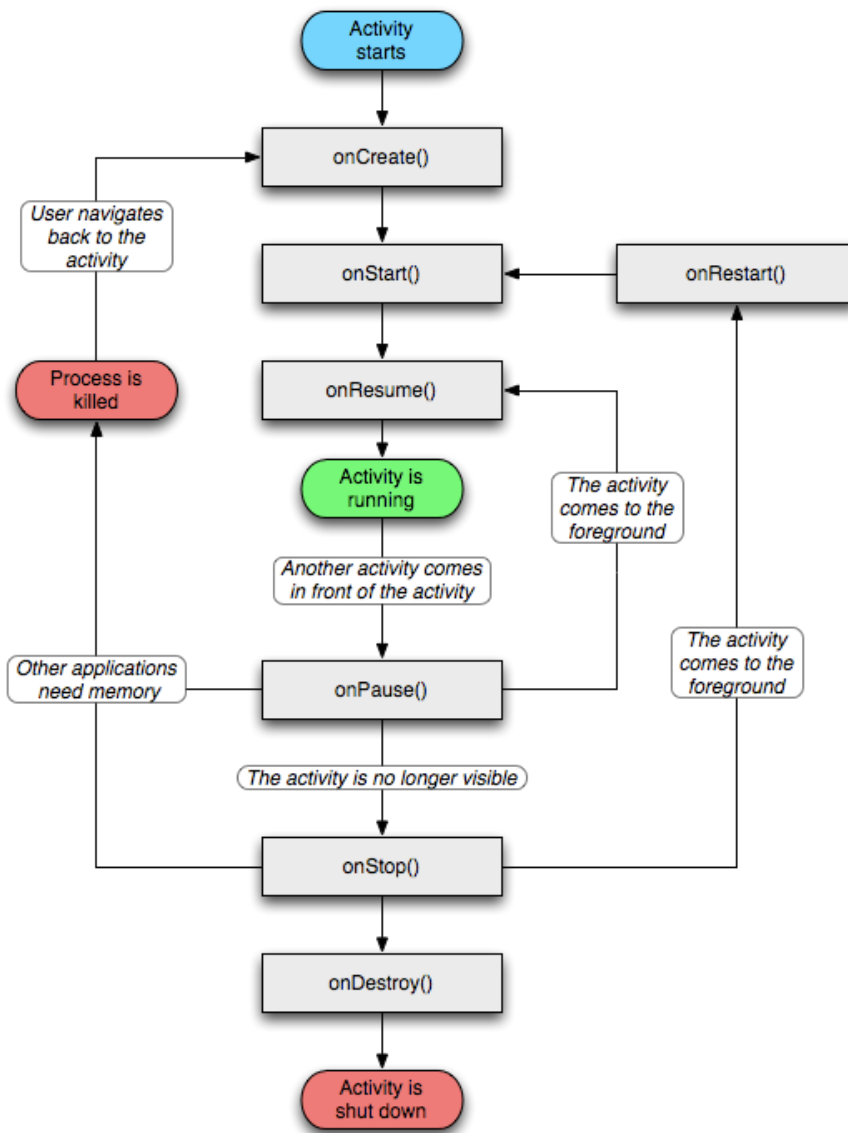 Activity
starts
onCreate()
User navigates
back to the
activity
onStart()
onRestart()
Process is
killed
onResume()
Activity is
running
The activity
comes to the
foreground
Another activity comes
in front of the activity
The activity
comes to the
foreground
Other applications
need memory
onPause()
The activity is no longer visible
onStop()
onDestroy()
Activity is
shut down